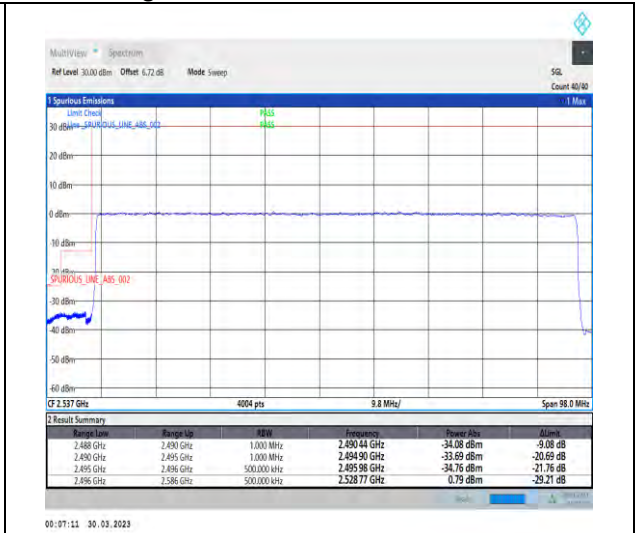 MultiView Spectrum
Ref Level 30.00 dBm Offset 6.72 dB Mode Sweep SGL
Count 40/40
1 Spurious Emissions 1 Max
Limit Check PASS
30 dBm Line _SPURIOUS_LINE_ABS_002 PASS
20 dBm
10 dBm
0 dBm
-10 dBm
-20 dBm
_SPURIOUS_LINE_ABS_002
-30 dBm
-40 dBm
-50 dBm
-60 dBm
CF 2.537 GHz 4004 pts 9.8 MHz/ Span 98.0 MHz
2 Result Summary
Range Low Range Up RBW Frequency Power Abs ΔLimit
2.488 GHz 2.490 GHz 1.000 MHz 2.490 44 GHz -34.08 dBm -9.08 dB
2.490 GHz 2.495 GHz 1.000 MHz 2.494 90 GHz -33.69 dBm -20.69 dB
2.495 GHz 2.496 GHz 500.000 kHz 2.495 98 GHz -34.76 dBm -21.76 dB
2.496 GHz 2.586 GHz 500.000 kHz 2.528 77 GHz 0.79 dBm -29.21 dB
00:07:11 30.03.2023